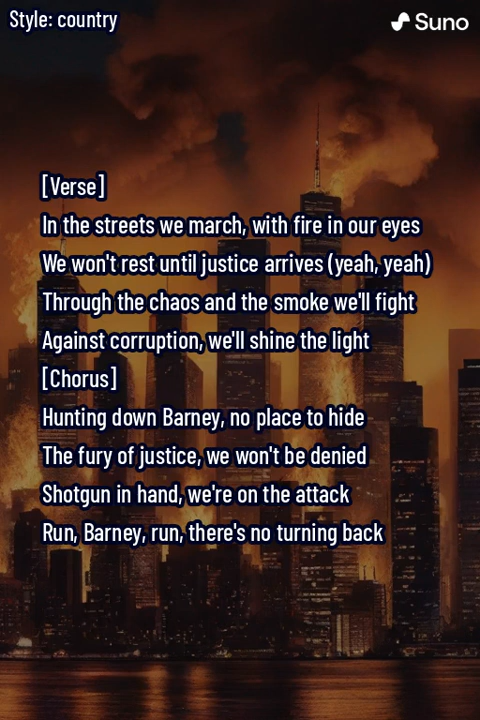 Style: country
Suno
[Verse]
In the streets we march, with fire in our eyes
We won't rest until justice arrives (yeah, yeah)
Through the chaos and the smoke we'll fight
Against corruption, we'll shine the light
[Chorus]
Hunting down Barney, no place to hide
The fury of justice, we won't be denied
Shotgun in hand, we're on the attack
Run, Barney, run, there's no turning back